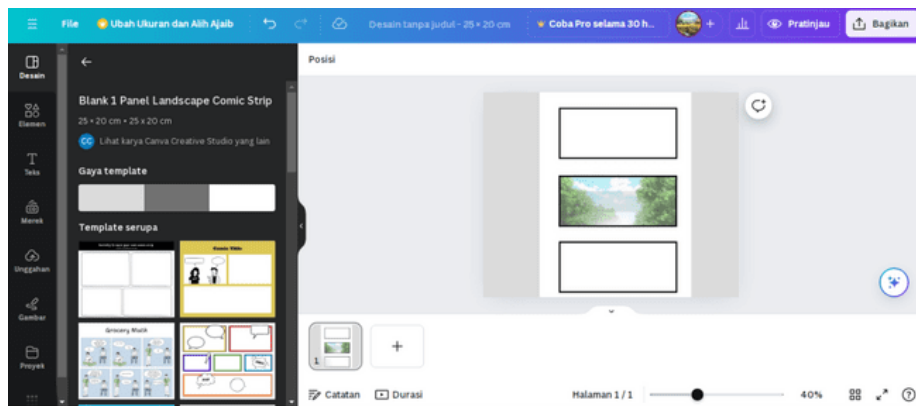 File
Ubah Ukuran dan Alih Ajaib
Desain tanpa judul - 25 × 20 cm
Coba Pro selama 30 h...
+
Pratinjau
Bagikan
Desain
Elemen
Teks
Merek
Unggahan
Gambar
Proyek
Blank 1 Panel Landscape Comic Strip
25 × 20 cm • 25 x 20 cm
CC
Lihat karya Canva Creative Studio yang lain
Gaya template
Template serupa
Grocery Math
Posisi
1
+
Catatan
Durasi
Halaman 1 / 1
40%
?